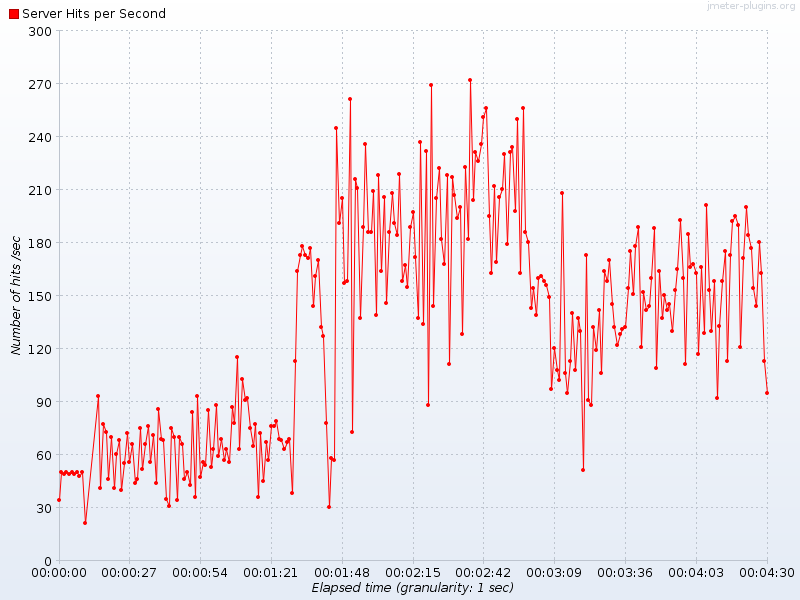 jmeter-plugins.org
Server Hits per Second
300
270
240
210
180
150
120
90
60
30
0
Number of hits /sec
00:00:00 00:00:27 00:00:54 00:01:21 00:01:48 00:02:15 00:02:42 00:03:09 00:03:36 00:04:03 00:04:30
Elapsed time (granularity: 1 sec)